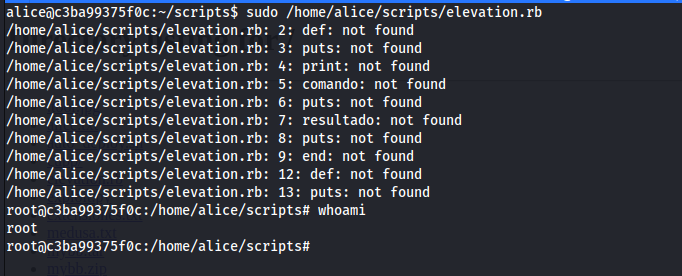 alice@c3ba99375f0c:~/scripts$ sudo /home/alice/scripts/elevation.rb
/home/alice/scripts/elevation.rb: 2: def: not found
/home/alice/scripts/elevation.rb: 3: puts: not found
/home/alice/scripts/elevation.rb: 4: print: not found
/home/alice/scripts/elevation.rb: 5: comando: not found
/home/alice/scripts/elevation.rb: 6: puts: not found
/home/alice/scripts/elevation.rb: 7: resultado: not found
/home/alice/scripts/elevation.rb: 8: puts: not found
/home/alice/scripts/elevation.rb: 9: end: not found
/home/alice/scripts/elevation.rb: 12: def: not found
/home/alice/scripts/elevation.rb: 13: puts: not found
root@c3ba99375f0c:/home/alice/scripts# whoami
root
medusa.txt
root@c3ba99375f0c:/home/alice/scripts#
mybb.zip